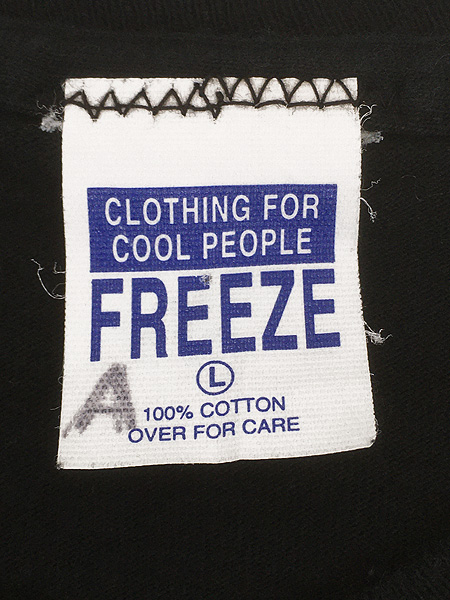 CLOTHING FOR
COOL PEOPLE
FREEZE
L
A
100% COTTON
OVER FOR CARE